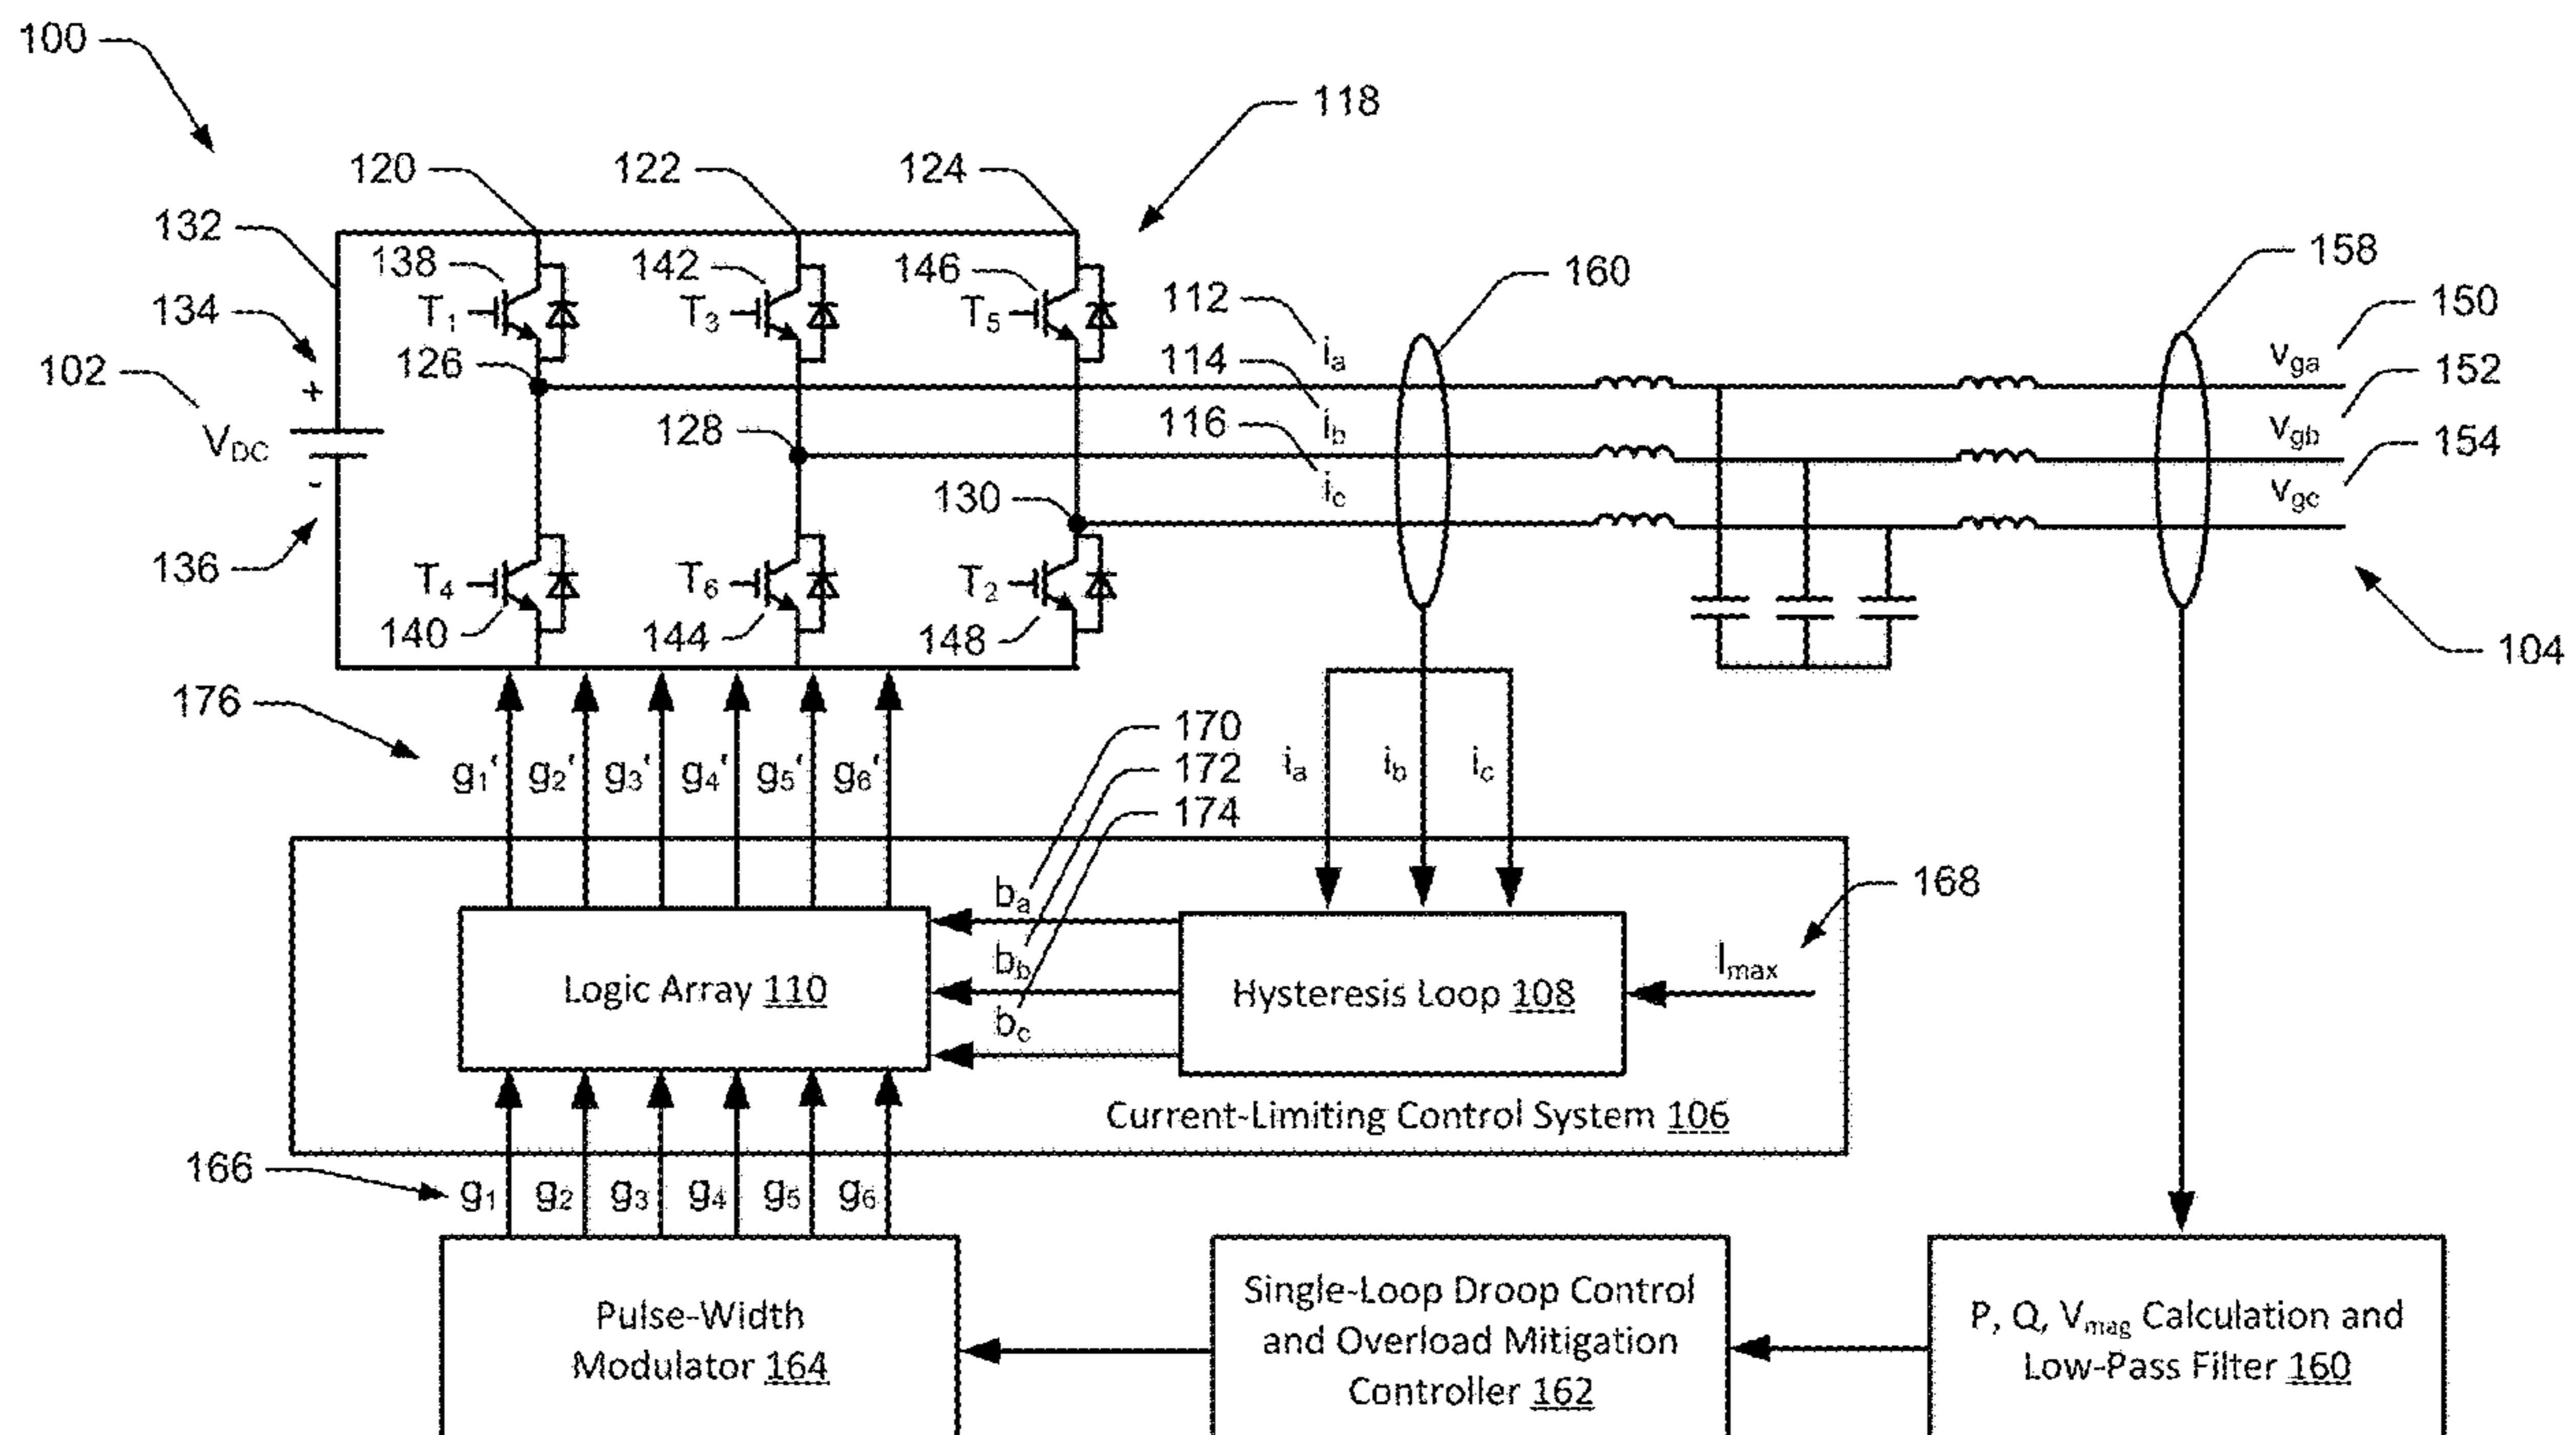 100
118
120
122
124
132
138
142
146
160
158
112
150
134
T1
T3
T5
ia
vga
126
114
152
102
+
128
116
ib
vgb
VDC
154
-
130
ic
vgc
136
T4
T6
T2
140
144
148
104
176
170
g1' g2' g3' g4' g5' g6'
172
ia ib ic
174
168
ba
bb
bc
Imax
Logic Array 110
Hysteresis Loop 108
Current-Limiting Control System 106
166
g1 g2 g3 g4 g5 g6
Pulse-Width
Modulator 164
Single-Loop Droop Control
and Overload Mitigation
Controller 162
P, Q, Vmag Calculation and
Low-Pass Filter 160